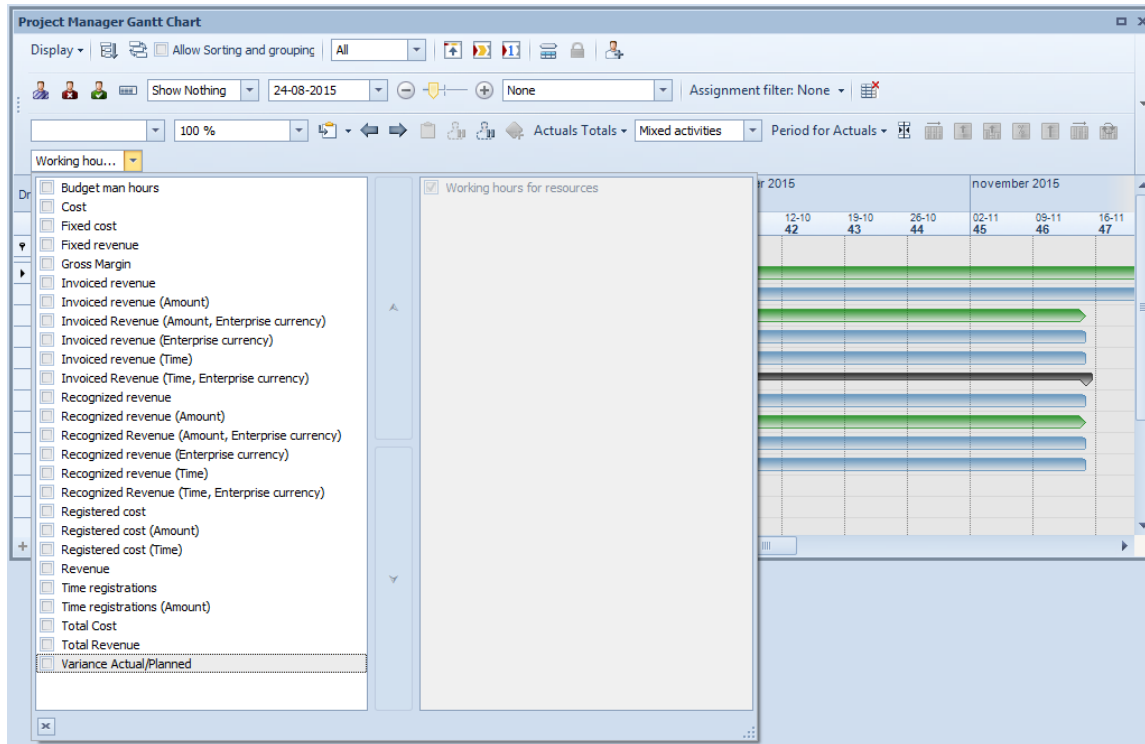 Project Manager Gantt Chart
Display Allow Sorting and grouping All
Show Nothing 24-08-2015 None Assignment filter: None
100 % Actuals Totals Mixed activities Period for Actuals
Working hou...
Dr
r 2015 november 2015
12-10 19-10 26-10 02-11 09-11 16-11
42 43 44 45 46 47
Budget man hours
Cost
Fixed cost
Fixed revenue
Gross Margin
Invoiced revenue
Invoiced revenue (Amount)
Invoiced Revenue (Amount, Enterprise currency)
Invoiced revenue (Enterprise currency)
Invoiced revenue (Time)
Invoiced Revenue (Time, Enterprise currency)
Recognized revenue
Recognized revenue (Amount)
Recognized Revenue (Amount, Enterprise currency)
Recognized revenue (Enterprise currency)
Recognized revenue (Time)
Recognized Revenue (Time, Enterprise currency)
Registered cost
Registered cost (Amount)
Registered cost (Time)
Revenue
Time registrations
Time registrations (Amount)
Total Cost
Total Revenue
Variance Actual/Planned
Working hours for resources